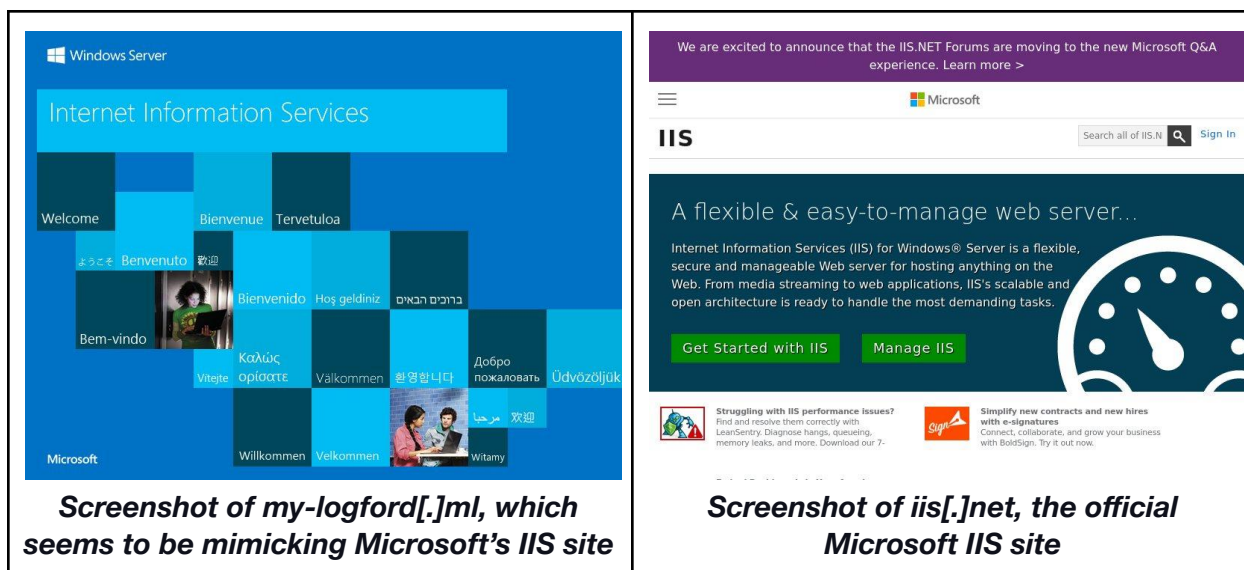 Windows Server
Internet Information Services
Welcome
Bienvenue
Tervetuloa
ようこそ
Benvenuto
歡迎
Bienvenido
Hoş geldiniz
ברוכים הבאים
Bem-vindo
Vítejte
Καλώς
ορίσατε
Välkommen
환영합니다
Добро
пожаловать
Üdvözöljük
Willkommen
Velkommen
مرحبا
欢迎
Witamy
Microsoft
Screenshot of my-logford[.]ml, which
seems to be mimicking Microsoft's IIS site
We are excited to announce that the IIS.NET Forums are moving to the new Microsoft Q&A
experience. Learn more >
Microsoft
IIS
Search all of IIS.N
Sign In
A flexible & easy-to-manage web server...
Internet Information Services (IIS) for Windows® Server is a flexible,
secure and manageable Web server for hosting anything on the
Web. From media streaming to web applications, IIS's scalable and
open architecture is ready to handle the most demanding tasks.
Get Started with IIS
Manage IIS
Struggling with IIS performance issues?
Find and resolve them correctly with
LeanSentry. Diagnose hangs, queueing,
memory leaks, and more. Download our 7-
Sign
Simplify new contracts and new hires
with e-signatures
Connect, collaborate, and grow your business
with BoldSign. Try it out now.
Screenshot of iis[.]net, the official
Microsoft IIS site